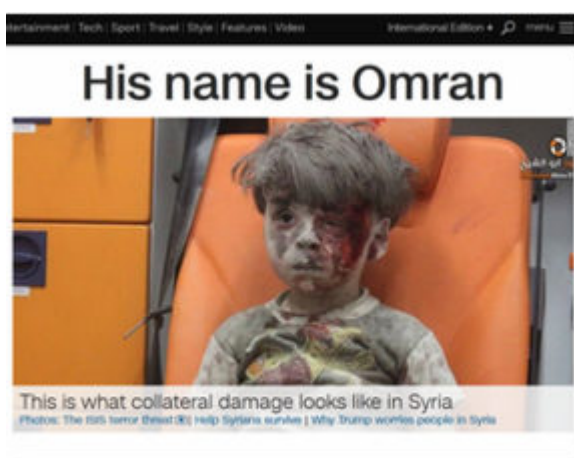 entertainment | Tech | Sport | Travel | Style | Features | Video International Edition + menu
His name is Omran
This is what collateral damage looks like in Syria
Photos: The ISIS terror threat | Help Syrians survive | Why Trump worries people in Syria